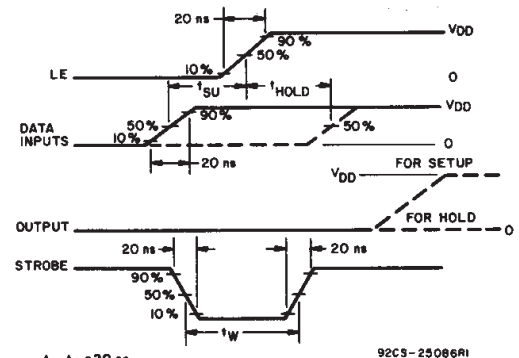 20 ns
VDD
90%
50%
LE
10%
0
tSU
tHOLD
VDD
90%
DATA
INPUTS
50%
10%
50%
0
20 ns
FOR SETUP
VDD
FOR HOLD
OUTPUT
0
20 ns
20 ns
STROBE
90%
50%
10%
tW
92CS-25086R1